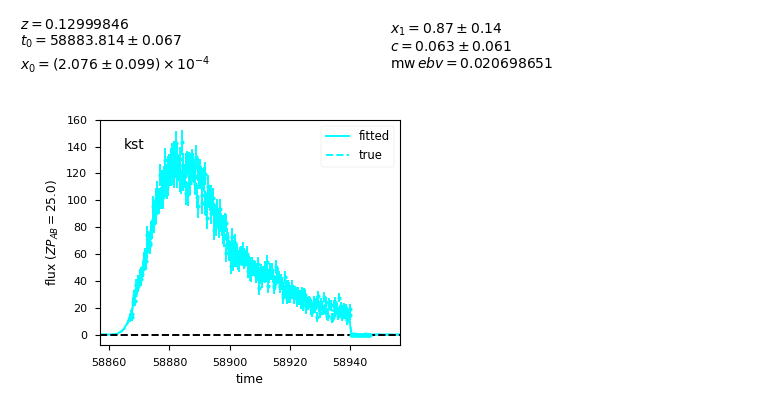 z = 0.12999846
t₀ = 58883.814 ± 0.067
x₀ = (2.076 ± 0.099) × 10⁻⁴
x₁ = 0.87 ± 0.14
c = 0.063 ± 0.061
mw ebv = 0.020698651
kst
fitted
true
160
140
120
100
80
60
40
20
0
flux (ZP_AB = 25.0)
58860 58880 58900 58920 58940
time